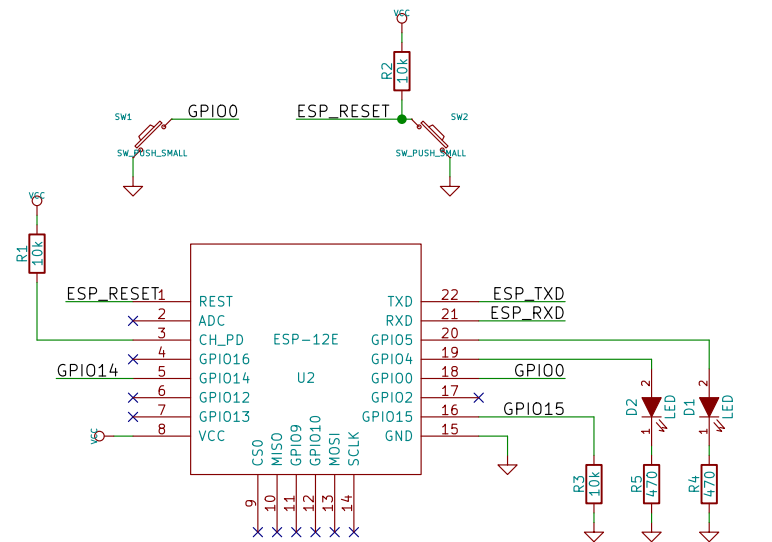 VCC
R2
10k
SW1
GPIO0
ESP_RESET
SW2
SW_PUSH_SMALL
SW_PUSH_SMALL
VCC
R1
10k
ESP_RESET
1
REST
TXD
22
ESP_TXD
2
ADC
RXD
21
ESP_RXD
3
CH_PD
ESP-12E
GPIO5
20
4
GPIO16
GPIO4
19
GPIO14
5
GPIO14
U2
GPIO0
18
GPIO0
6
GPIO12
GPIO2
17
7
GPIO13
GPIO15
16
GPIO15
VCC
8
VCC
GND
15
2
D2
LED
1
2
D1
LED
1
CS0
MISO
GPIO9
GPIO10
MOSI
SCLK
9
10
11
12
13
14
R3
10k
R5
470
R4
470